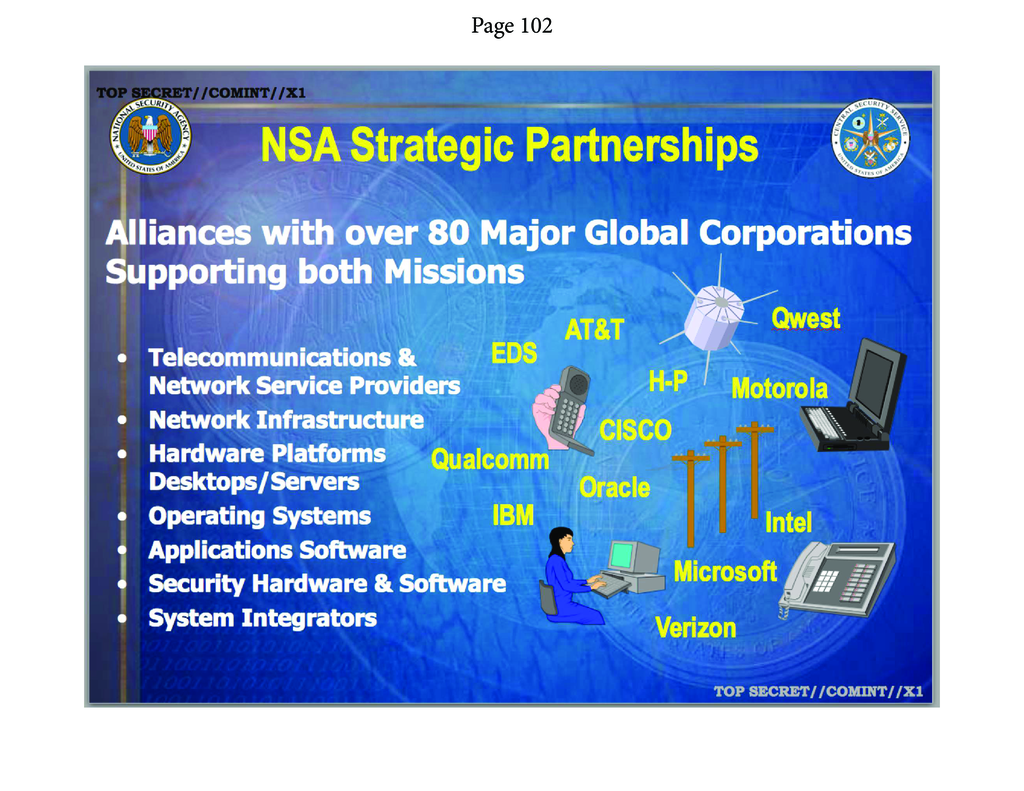 Page 102
TOP SECRET//COMINT//X1
NATIONAL SECURITY AGENCY
UNITED STATES OF AMERICA
NSA Strategic Partnerships
CENTRAL SECURITY SERVICE
UNITED STATES OF AMERICA
Alliances with over 80 Major Global Corporations
Supporting both Missions
• Telecommunications &
Network Service Providers
• Network Infrastructure
• Hardware Platforms
Desktops/Servers
• Operating Systems
• Applications Software
• Security Hardware & Software
• System Integrators
Qwest
AT&T
EDS
H-P
Motorola
CISCO
Qualcomm
Oracle
IBM
Intel
Microsoft
Verizon
TOP SECRET//COMINT//X1